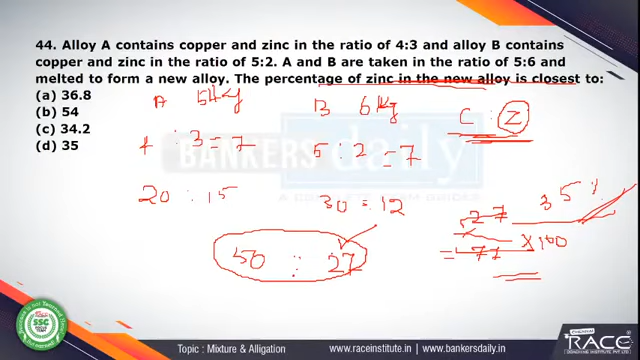 44. Alloy A contains copper and zinc in the ratio of 4:3 and alloy B contains
copper and zinc in the ratio of 5:2. A and B are taken in the ratio of 5:6 and
melted to form a new alloy. The percentage of zinc in the new alloy is closest to:
(a) 36.8
(b) 54
(c) 34.2
(d) 35
A B 6 kg C : Z
: 3 = 7 5 : 2 = 7
BANKERS daily
20 : 15 30 : 12 35 %
50 : 27
27
= 77 X 100
SSC
Topic : Mixture & Alligation
www.raceinstitute.in | www.bankersdaily.in
RACE